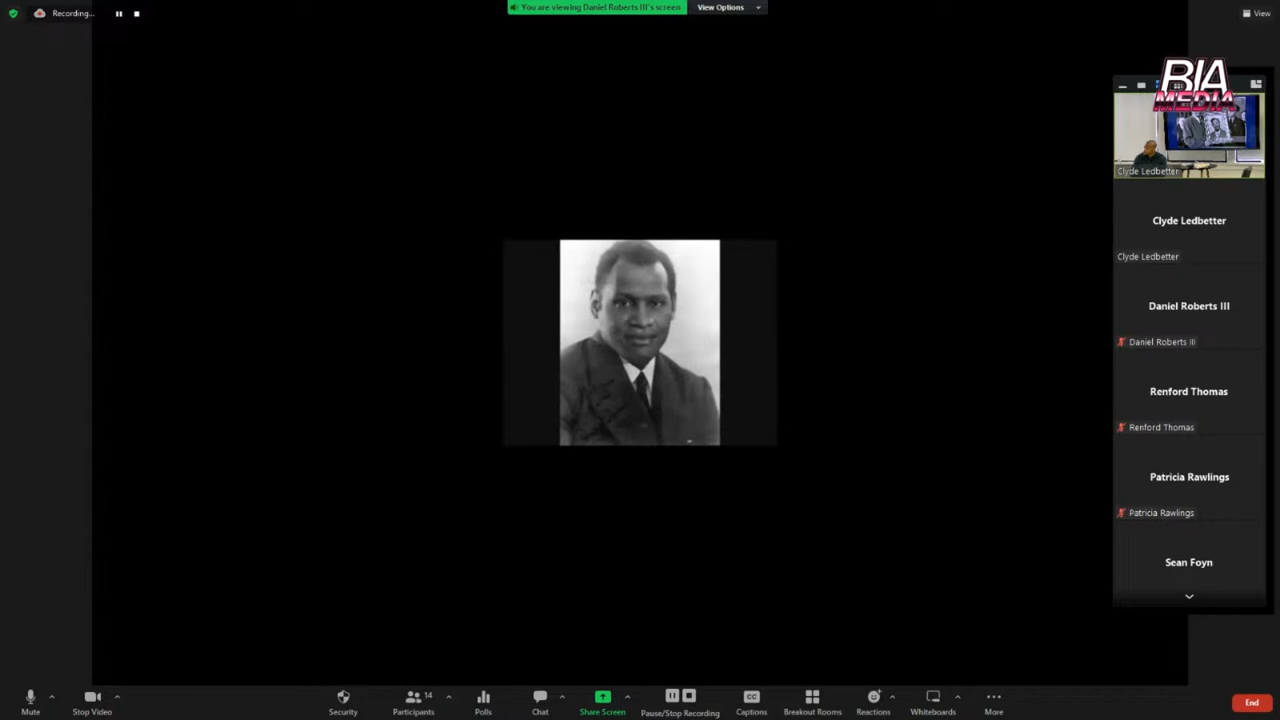 Recording...
You are viewing Daniel Roberts III's screen
View Options
View
BIA
MEDIA
Clyde Ledbetter
Clyde Ledbetter
Clyde Ledbetter
Daniel Roberts III
Daniel Roberts III
Renford Thomas
Renford Thomas
Patricia Rawlings
Patricia Rawlings
Sean Foyn
Mute
Stop Video
Security
14
Participants
Polls
Chat
Share Screen
Pause/Stop Recording
CC
Captions
Breakout Rooms
Reactions
Whiteboards
More
End